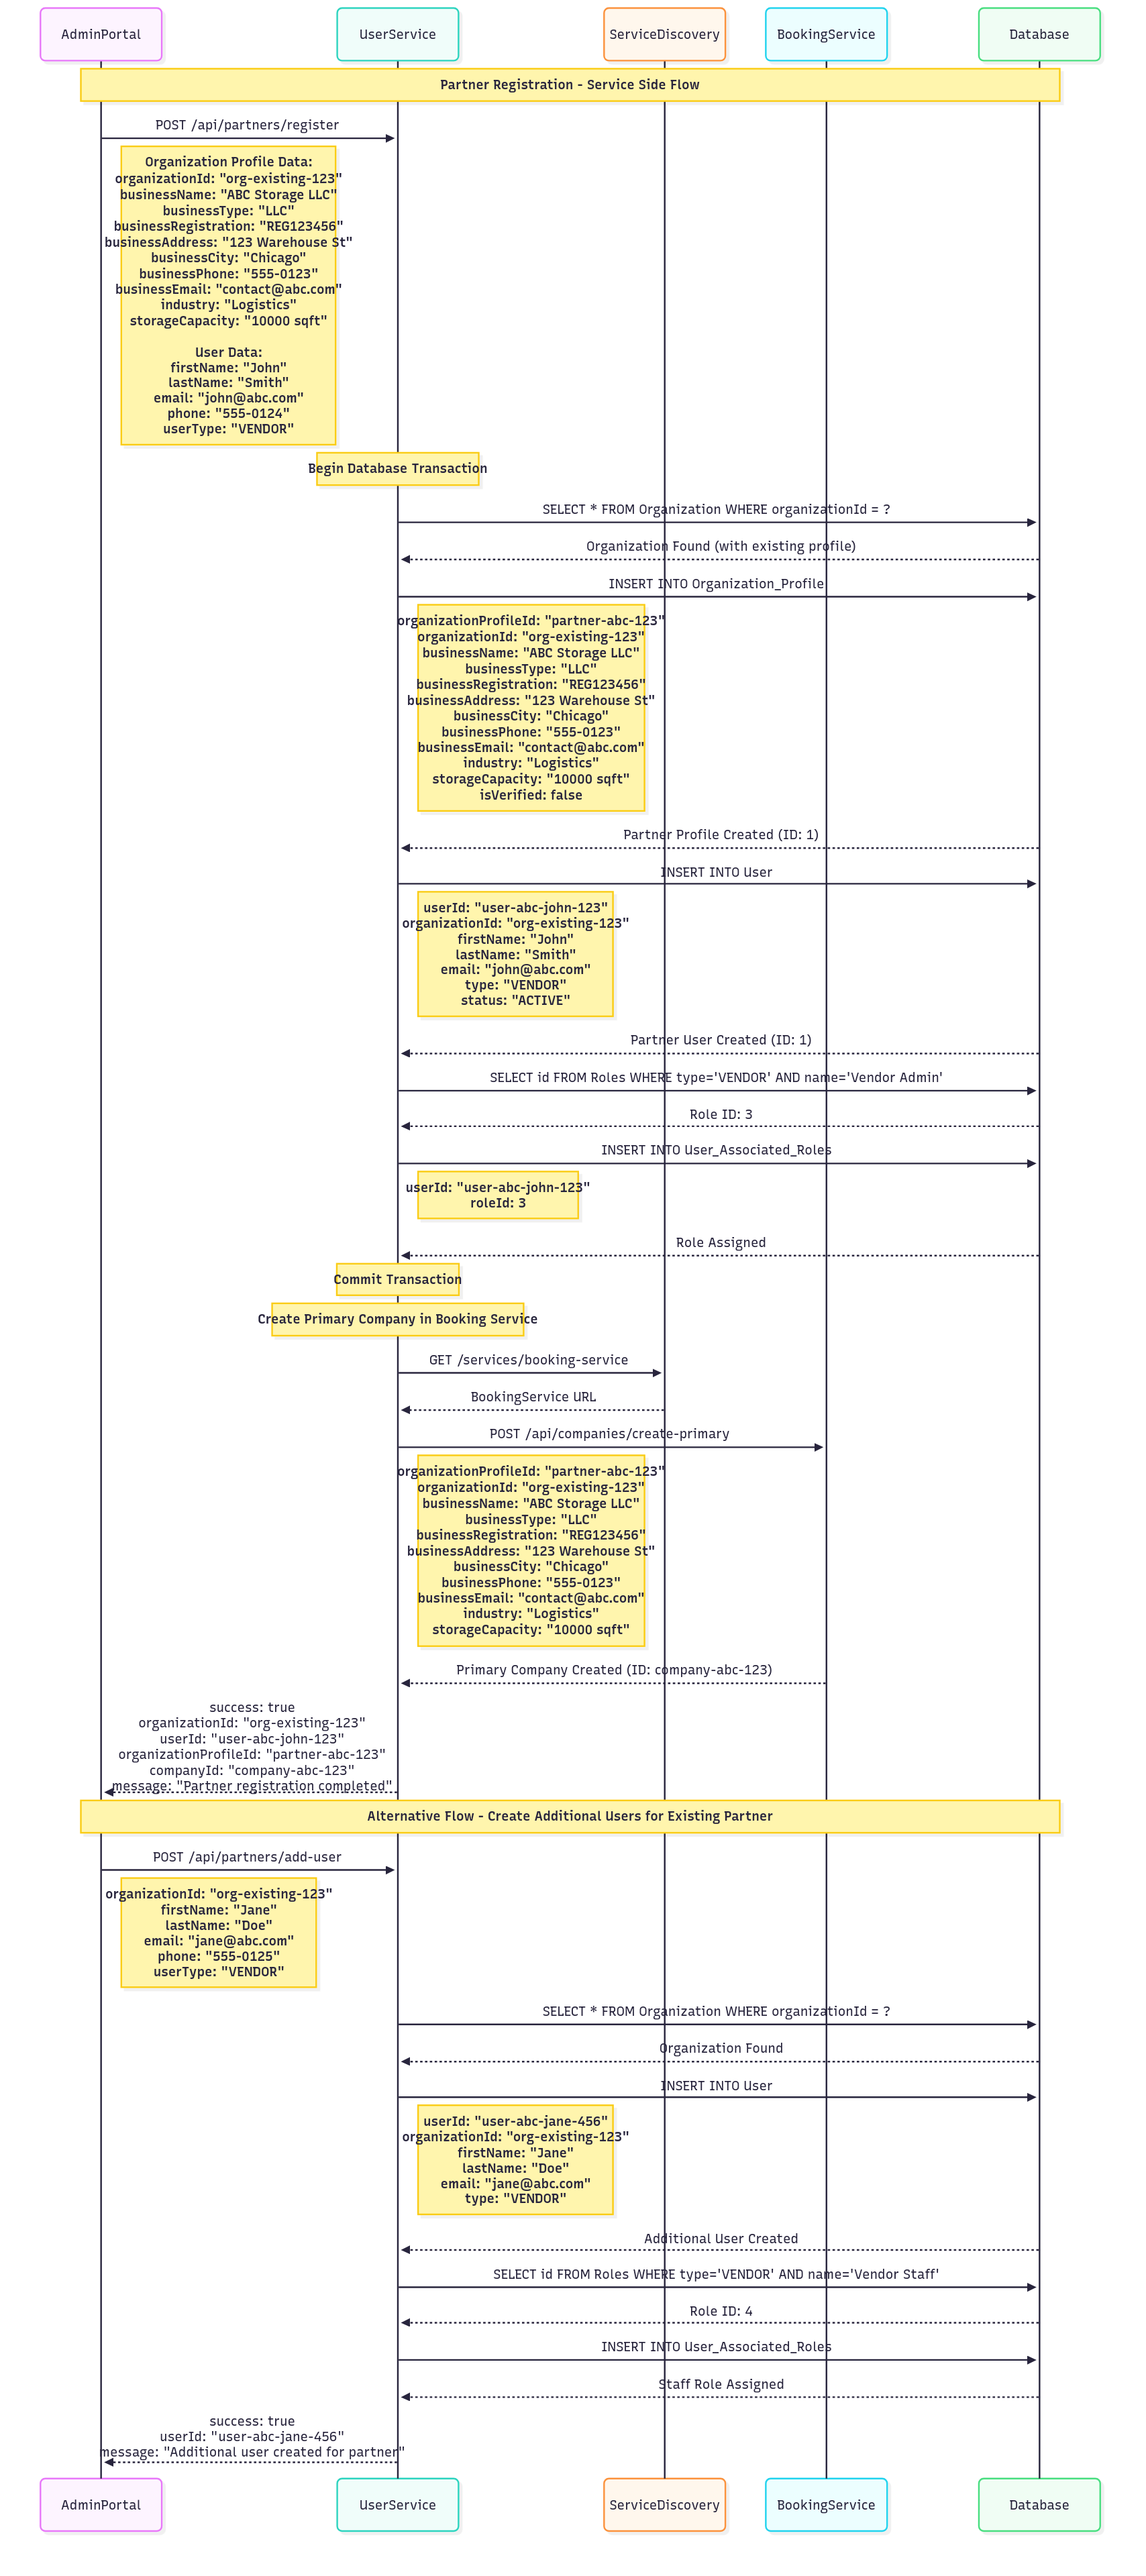 AdminPortal
UserService
ServiceDiscovery
BookingService
Database
Partner Registration - Service Side Flow
POST /api/partners/register
Organization Profile Data:
organizationId: "org-existing-123"
businessName: "ABC Storage LLC"
businessType: "LLC"
businessRegistration: "REG123456"
businessAddress: "123 Warehouse St"
businessCity: "Chicago"
businessPhone: "555-0123"
businessEmail: "contact@abc.com"
industry: "Logistics"
storageCapacity: "10000 sqft"
User Data:
firstName: "John"
lastName: "Smith"
email: "john@abc.com"
phone: "555-0124"
userType: "VENDOR"
Begin Database Transaction
SELECT * FROM Organization WHERE organizationId = ?
Organization Found (with existing profile)
INSERT INTO Organization_Profile
organizationProfileId: "partner-abc-123"
organizationId: "org-existing-123"
businessName: "ABC Storage LLC"
businessType: "LLC"
businessRegistration: "REG123456"
businessAddress: "123 Warehouse St"
businessCity: "Chicago"
businessPhone: "555-0123"
businessEmail: "contact@abc.com"
industry: "Logistics"
storageCapacity: "10000 sqft"
isVerified: false
Partner Profile Created (ID: 1)
INSERT INTO User
userId: "user-abc-john-123"
organizationId: "org-existing-123"
firstName: "John"
lastName: "Smith"
email: "john@abc.com"
type: "VENDOR"
status: "ACTIVE"
Partner User Created (ID: 1)
SELECT id FROM Roles WHERE type='VENDOR' AND name='Vendor Admin'
Role ID: 3
INSERT INTO User_Associated_Roles
userId: "user-abc-john-123"
roleId: 3
Role Assigned
Commit Transaction
Create Primary Company in Booking Service
GET /services/booking-service
BookingService URL
POST /api/companies/create-primary
organizationProfileId: "partner-abc-123"
organizationId: "org-existing-123"
businessName: "ABC Storage LLC"
businessType: "LLC"
businessRegistration: "REG123456"
businessAddress: "123 Warehouse St"
businessCity: "Chicago"
businessPhone: "555-0123"
businessEmail: "contact@abc.com"
industry: "Logistics"
storageCapacity: "10000 sqft"
Primary Company Created (ID: company-abc-123)
success: true
organizationId: "org-existing-123"
userId: "user-abc-john-123"
organizationProfileId: "partner-abc-123"
companyId: "company-abc-123"
message: "Partner registration completed"
Alternative Flow - Create Additional Users for Existing Partner
POST /api/partners/add-user
organizationId: "org-existing-123"
firstName: "Jane"
lastName: "Doe"
email: "jane@abc.com"
phone: "555-0125"
userType: "VENDOR"
SELECT * FROM Organization WHERE organizationId = ?
Organization Found
INSERT INTO User
userId: "user-abc-jane-456"
organizationId: "org-existing-123"
firstName: "Jane"
lastName: "Doe"
email: "jane@abc.com"
type: "VENDOR"
Additional User Created
SELECT id FROM Roles WHERE type='VENDOR' AND name='Vendor Staff'
Role ID: 4
INSERT INTO User_Associated_Roles
Staff Role Assigned
success: true
userId: "user-abc-jane-456"
message: "Additional user created for partner"
AdminPortal
UserService
ServiceDiscovery
BookingService
Database